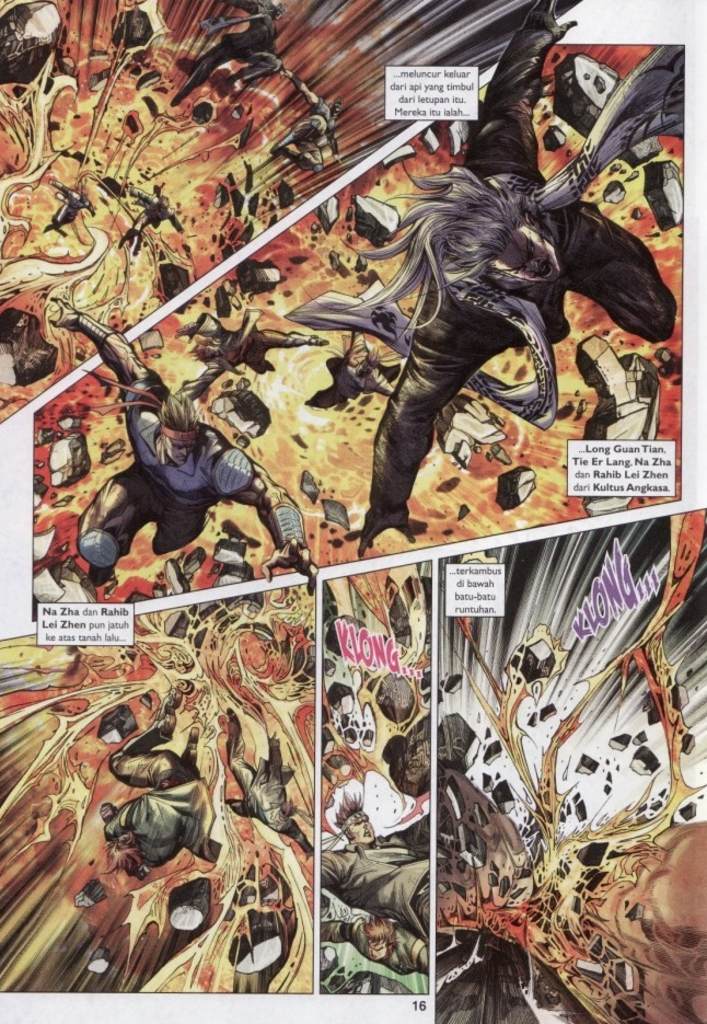 ...meluncur keluar
dari api yang timbul
dari letupan itu.
Mereka itu ialah...
...Long Guan Tian,
Tie Er Lang, Na Zha
dan Rahib Lei Zhen
dari Kultus Angkasa.
Na Zha dan Rahib
Lei Zhen pun jatuh
ke atas tanah lalu...
KLONG...
...terkambus
di bawah
batu-batu
runtuhan.
KLONG...
16